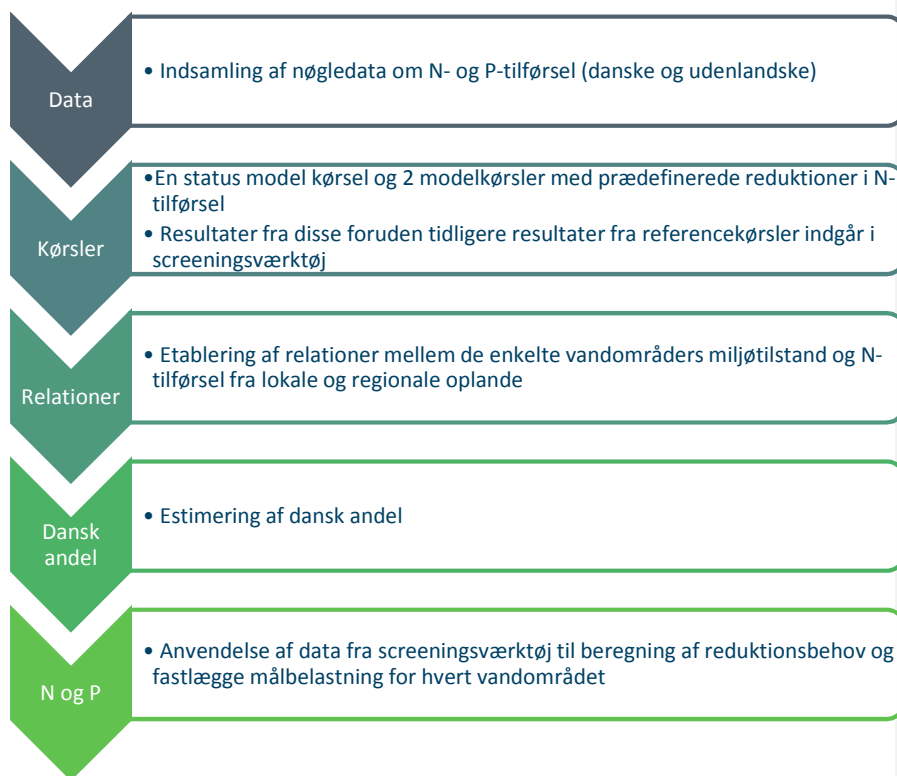 Data
• Indsamling af nøgledata om N- og P-tilførsel (danske og udenlandske)
Kørsler
•En status model kørsel og 2 modelkørsler med prædefinerede reduktioner i N-
tilførsel
• Resultater fra disse foruden tidligere resultater fra referencekørsler indgår i
screeningsværktøj
Relationer
• Etablering af relationer mellem de enkelte vandområders miljøtilstand og N-
tilførsel fra lokale og regionale oplande
Dansk
andel
• Estimering af dansk andel
N og P
• Anvendelse af data fra screeningsværktøj til beregning af reduktionsbehov og
fastlægge målbelastning for hvert vandområdet